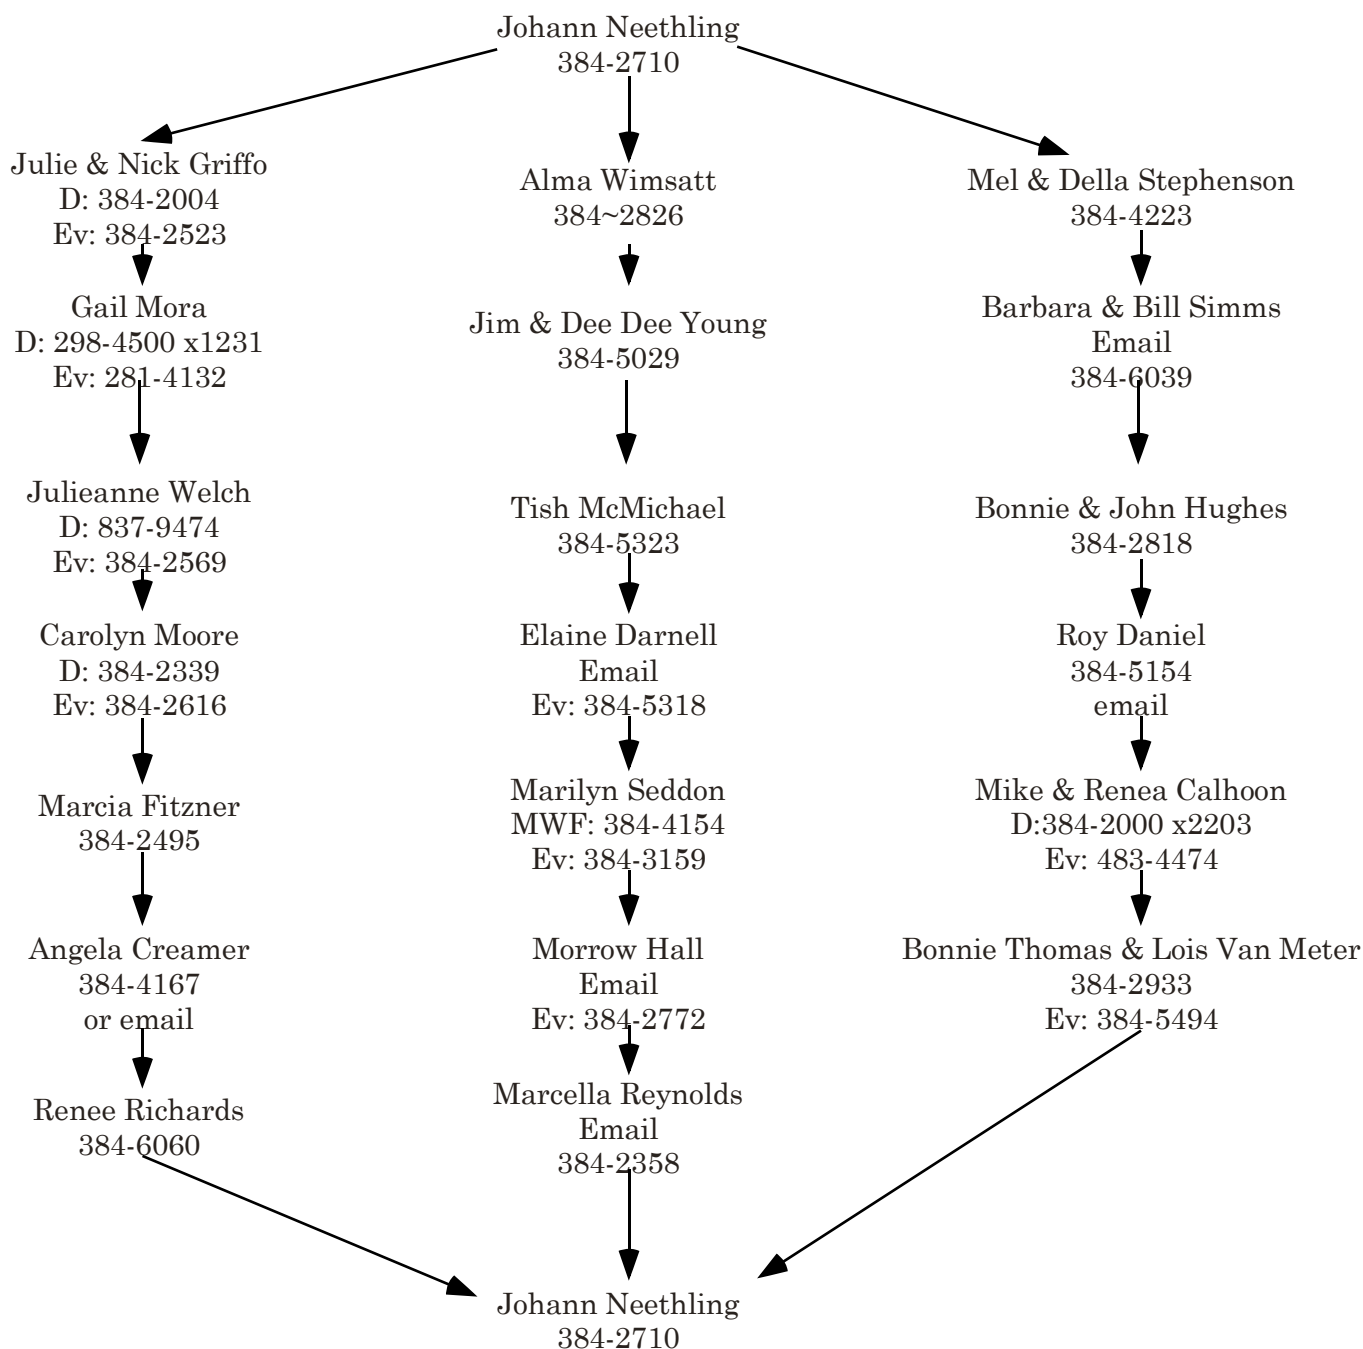 Johann Neethling
384-2710
Julie & Nick Griffo
D: 384-2004
Ev: 384-2523
Gail Mora
D: 298-4500 x1231
Ev: 281-4132
Julieanne Welch
D: 837-9474
Ev: 384-2569
Carolyn Moore
D: 384-2339
Ev: 384-2616
Marcia Fitzner
384-2495
Angela Creamer
384-4167
or email
Renee Richards
384-6060
Alma Wimsatt
384~2826
Jim & Dee Dee Young
384-5029
Tish McMichael
384-5323
Elaine Darnell
Email
Ev: 384-5318
Marilyn Seddon
MWF: 384-4154
Ev: 384-3159
Morrow Hall
Email
Ev: 384-2772
Marcella Reynolds
Email
384-2358
Mel & Della Stephenson
384-4223
Barbara & Bill Simms
Email
384-6039
Bonnie & John Hughes
384-2818
Roy Daniel
384-5154
email
Mike & Renea Calhoon
D:384-2000 x2203
Ev: 483-4474
Bonnie Thomas & Lois Van Meter
384-2933
Ev: 384-5494
Johann Neethling
384-2710